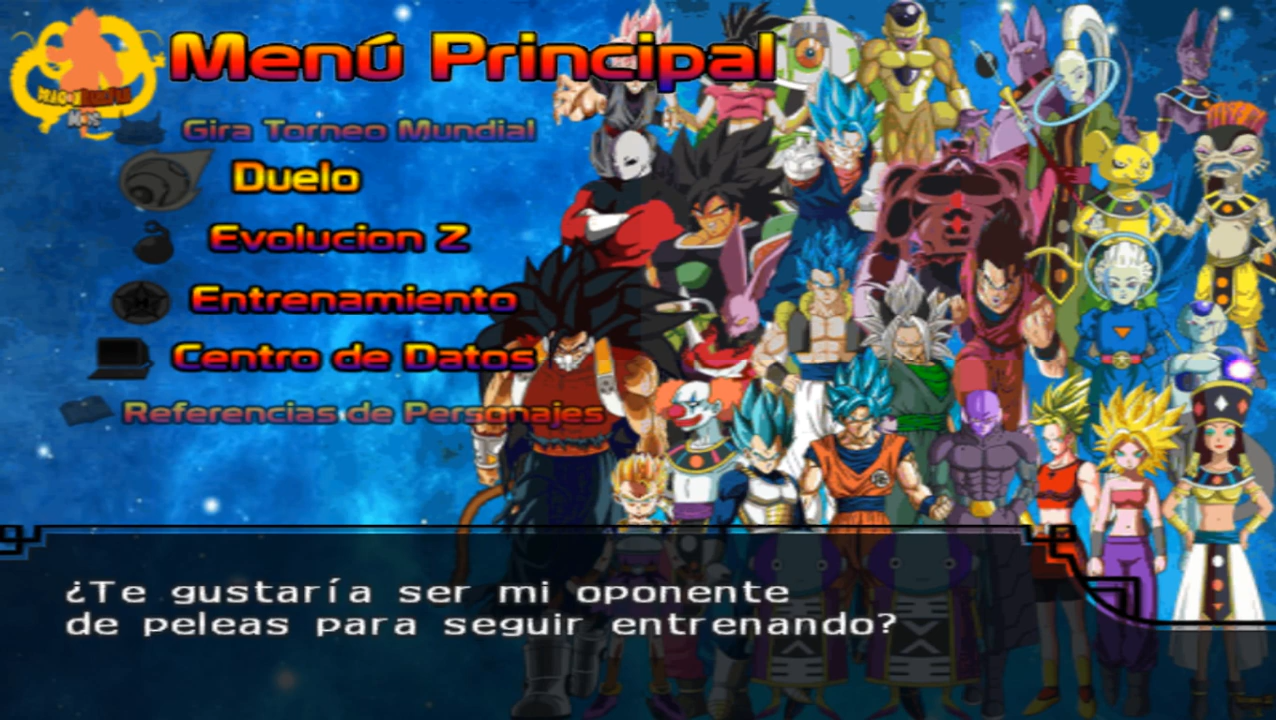 Menú Principal
Gira Torneo Mundial
Duelo
Evolucion Z
Entrenamiento
Centro de Datos
Referencias de Personajes
¿Te gustaría ser mi oponente
de peleas para seguir entrenando?